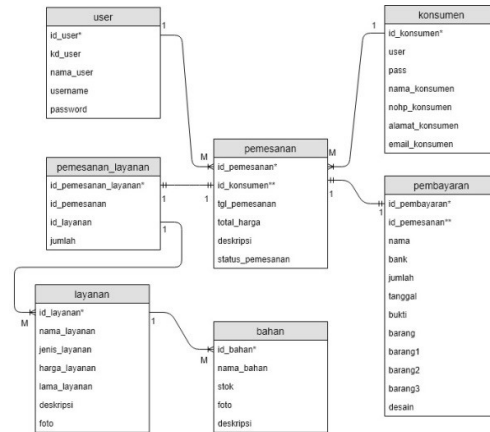 user
id_user*
kd_user
nama_user
username
password
1
konsumen
1
id_konsumen*
user
pass
nama_konsumen
nohp_konsumen
alamat_konsumen
email_konsumen
pemesanan_layanan
id_pemesanan_layanan*
id_pemesanan
id_layanan
jumlah
1
1
M
M
pemesanan
id_pemesanan*
id_konsumen**
tgl_pemesanan
total_harga
deskripsi
status_pemesanan
1
1
1
pembayaran
id_pembayaran*
id_pemesanan**
nama
bank
jumlah
tanggal
bukti
barang
barang1
barang2
barang3
desain
layanan
M
id_layanan*
nama_layanan
jenis_layanan
harga_layanan
lama_layanan
deskripsi
foto
1
bahan
M
id_bahan*
nama_bahan
stok
foto
deskripsi